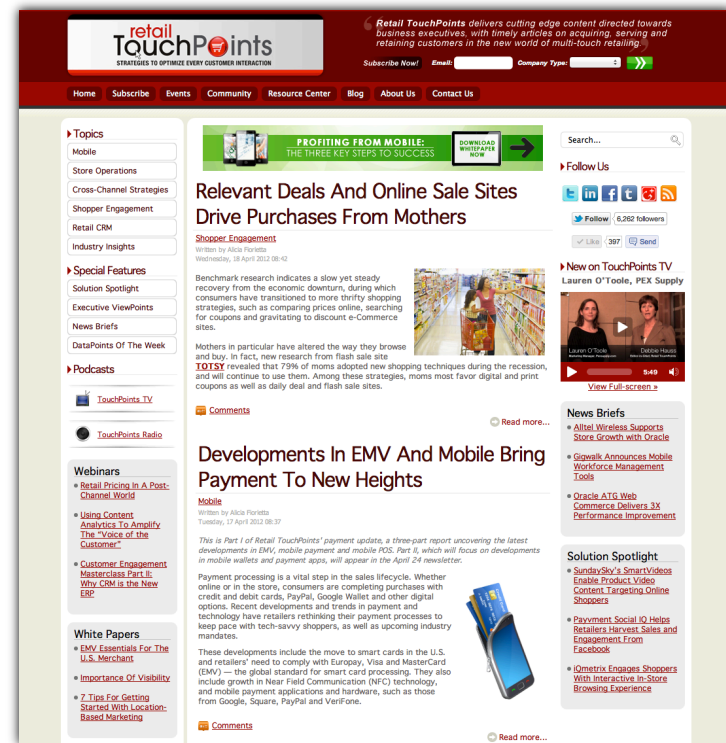 retail
TouchPoints
STRATEGIES TO OPTIMIZE EVERY CUSTOMER INTERACTION
Retail TouchPoints delivers cutting edge content directed towards
business executives, with timely articles on acquiring, serving and
retaining customers in the new world of multi-touch retailing.
Subscribe Now! Email: Company Type:
Home Subscribe Events Community Resource Center Blog About Us Contact Us
Topics
Mobile
Store Operations
Cross-Channel Strategies
Shopper Engagement
Retail CRM
Industry Insights
Special Features
Solution Spotlight
Executive ViewPoints
News Briefs
DataPoints Of The Week
Podcasts
TouchPoints TV
TouchPoints Radio
Webinars
Retail Pricing In A Post-
Channel World
Using Content
Analytics To Amplify
The “Voice of the
Customer”
Customer Engagement
Masterclass Part II:
Why CRM is the New
ERP
White Papers
EMV Essentials For The
U.S. Merchant
Importance Of Visibility
7 Tips For Getting
Started With Location-
Based Marketing
PROFITING FROM MOBILE:
THE THREE KEY STEPS TO SUCCESS
DOWNLOAD
WHITEPAPER
NOW
Relevant Deals And Online Sale Sites
Drive Purchases From Mothers
Shopper Engagement
Written by Alicia Fiorletta
Wednesday, 18 April 2012 08:42
Benchmark research indicates a slow yet steady
recovery from the economic downturn, during which
consumers have transitioned to more thrifty shopping
strategies, such as comparing prices online, searching
for coupons and gravitating to discount e-Commerce
sites.
Mothers in particular have altered the way they browse
and buy. In fact, new research from flash sale site
TOTSY revealed that 79% of moms adopted new shopping techniques during the recession,
and will continue to use them. Among these strategies, moms most favor digital and print
coupons as well as daily deal and flash sale sites.
Comments
Read more...
Developments In EMV And Mobile Bring
Payment To New Heights
Mobile
Written by Alicia Fiorletta
Tuesday, 17 April 2012 08:37
This is Part I of Retail TouchPoints’ payment update, a three-part report uncovering the latest
developments in EMV, mobile payment and mobile POS. Part II, which will focus on developments
in mobile wallets and payment apps, will appear in the April 24 newsletter.
Payment processing is a vital step in the sales lifecycle. Whether
online or in the store, consumers are completing purchases with
credit and debit cards, PayPal, Google Wallet and other digital
options. Recent developments and trends in payment and
technology have retailers rethinking their payment processes to
keep pace with tech-savvy shoppers, as well as upcoming industry
mandates.
These developments include the move to smart cards in the U.S.
and retailers’ need to comply with Europay, Visa and MasterCard
(EMV) — the global standard for smart card processing. They also
include growth in Near Field Communication (NFC) technology,
and mobile payment applications and hardware, such as those
from Google, Square, PayPal and VeriFone.
Comments
Read more...
Search...
Follow Us
Follow 6,262 followers
Like 397 Send
New on TouchPoints TV
Lauren O'Toole, PEX Supply
Lauren O'Toole Debbie Hauss
5:49
View Full-screen »
News Briefs
Alltel Wireless Supports
Store Growth with Oracle
Gigwalk Announces Mobile
Workforce Management
Tools
Oracle ATG Web
Commerce Delivers 3X
Performance Improvement
Solution Spotlight
SundaySky's SmartVideos
Enable Product Video
Content Targeting Online
Shoppers
Payvment Social IQ Helps
Retailers Harvest Sales and
Engagement From
Facebook
iQmetrix Engages Shoppers
With Interactive In-Store
Browsing Experience